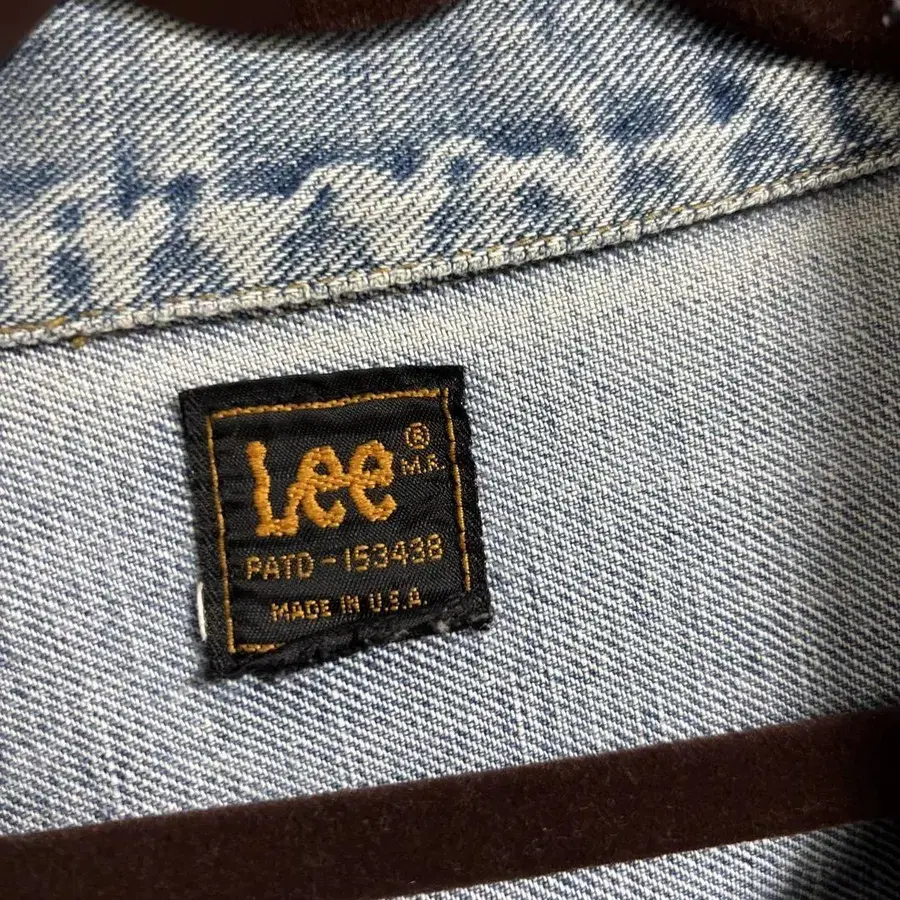 Lee ®
M.R.
PATD-153438
MADE IN U.S.A.